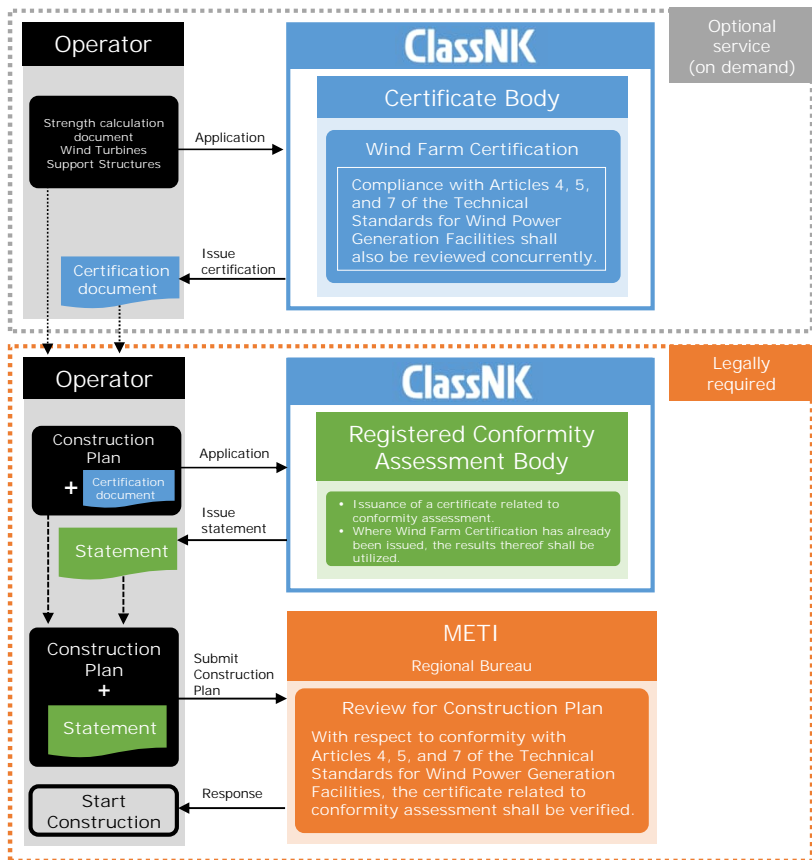 Optional
service
(on demand)
Operator
ClassNK
Certificate Body
Strength calculation
document
Wind Turbines
Support Structures
Application
Wind Farm Certification
Compliance with Articles 4, 5,
and 7 of the Technical
Standards for Wind Power
Generation Facilities shall
also be reviewed concurrently.
Issue
certification
Certification
document
Legally
required
Operator
ClassNK
Registered Conformity
Assessment Body
Construction
Plan
+
Certification
document
Application
• Issuance of a certificate related to
conformity assessment.
• Where Wind Farm Certification has already
been issued, the results thereof shall be
utilized.
Issue
statement
Statement
METI
Regional Bureau
Construction
Plan
+
Statement
Submit
Construction
Plan
Review for Construction Plan
With respect to conformity with
Articles 4, 5, and 7 of the Technical
Standards for Wind Power Generation
Facilities, the certificate related to
conformity assessment shall be verified.
Response
Start
Construction